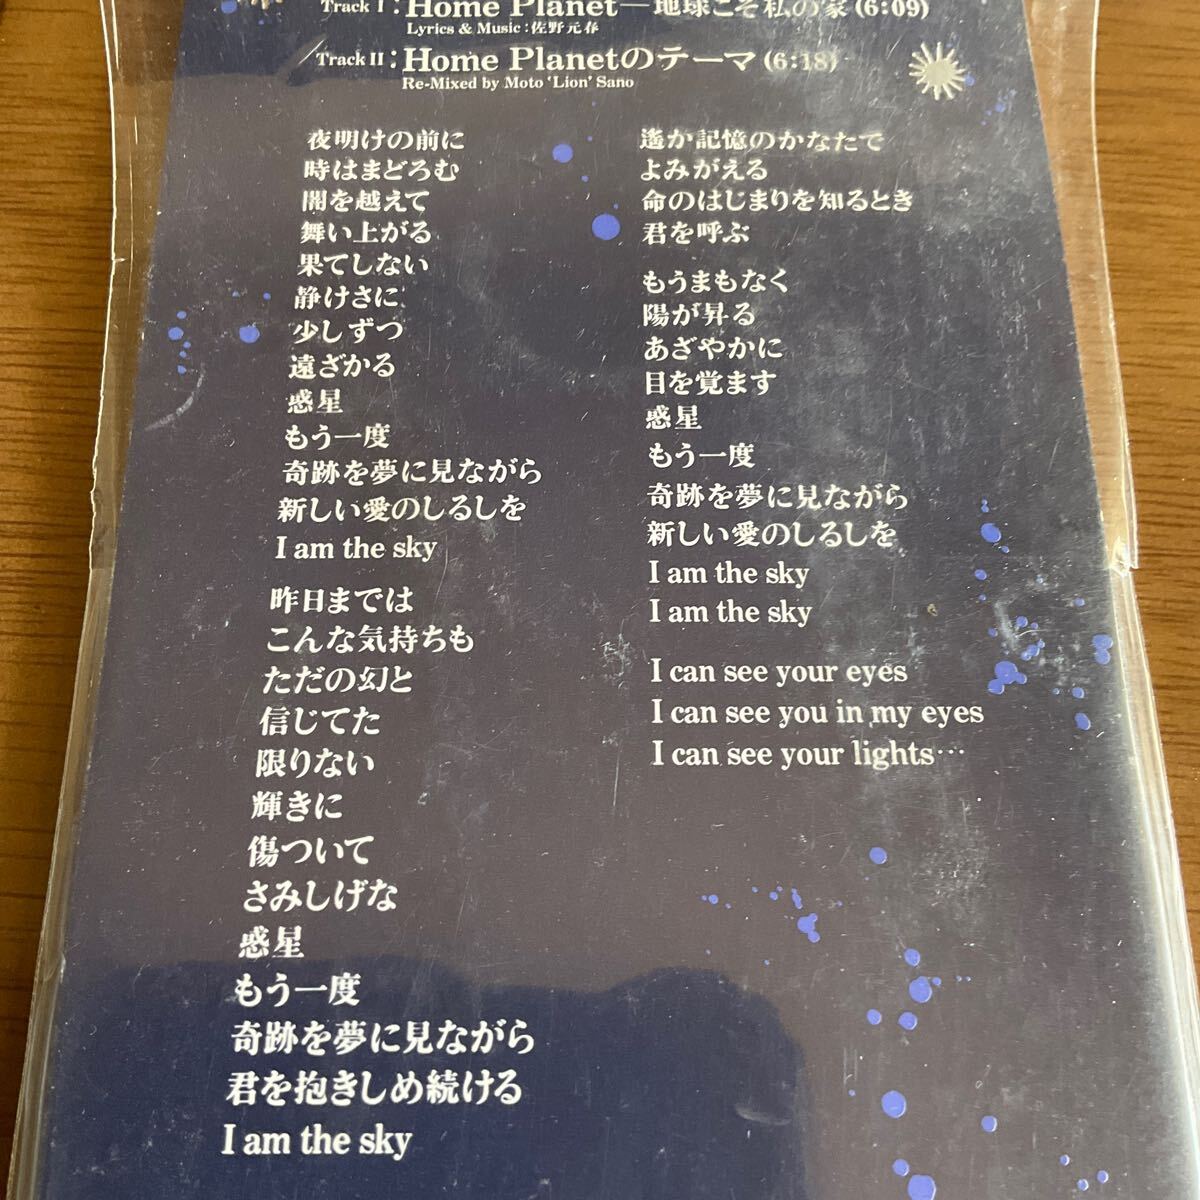 Track I : Home Planet—地球こそ私の家 (6:09)
Lyrics & Music : 佐野元春
Track II : Home Planetのテーマ (6:18)
Re-Mixed by Moto ‘Lion’ Sano
夜明けの前に
時はまどろむ
闇を越えて
舞い上がる
果てしない
静けさに
少しずつ
遠ざかる
惑星
もう一度
奇跡を夢に見ながら
新しい愛のしるしを
I am the sky
昨日までは
こんな気持ちも
ただの幻と
信じてた
限りない
輝きに
傷ついて
さみしげな
惑星
もう一度
奇跡を夢に見ながら
君を抱きしめ続ける
I am the sky
遙か記憶のかなたで
よみがえる
命のはじまりを知るとき
君を呼ぶ
もうまもなく
陽が昇る
あざやかに
目を覚ます
惑星
もう一度
奇跡を夢に見ながら
新しい愛のしるしを
I am the sky
I am the sky
I can see your eyes
I can see you in my eyes
I can see your lights…